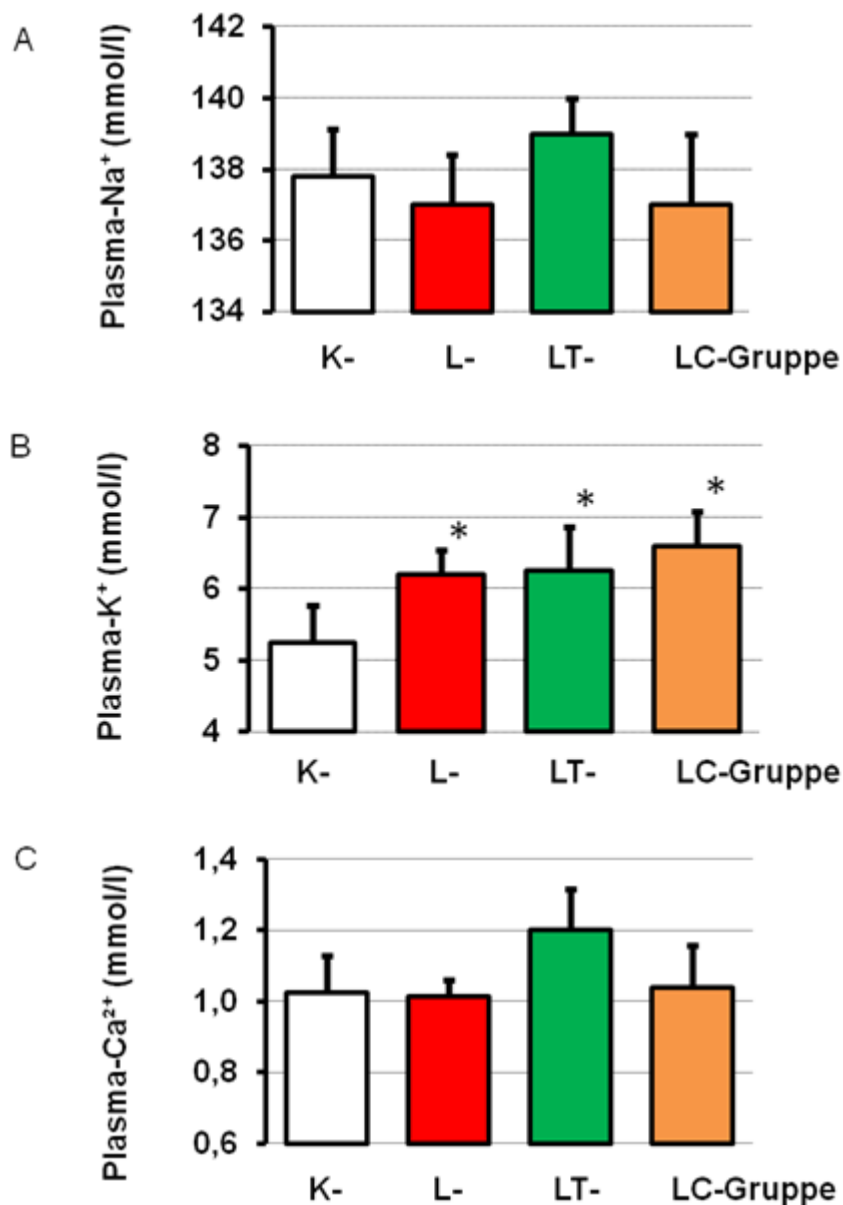 A
Plasma-Na⁺ (mmol/l)
142
140
138
136
134
K- L- LT- LC-Gruppe
B
Plasma-K⁺ (mmol/l)
8
7
6
5
4
* * *
K- L- LT- LC-Gruppe
C
Plasma-Ca²⁺ (mmol/l)
1,4
1,2
1,0
0,8
0,6
K- L- LT- LC-Gruppe